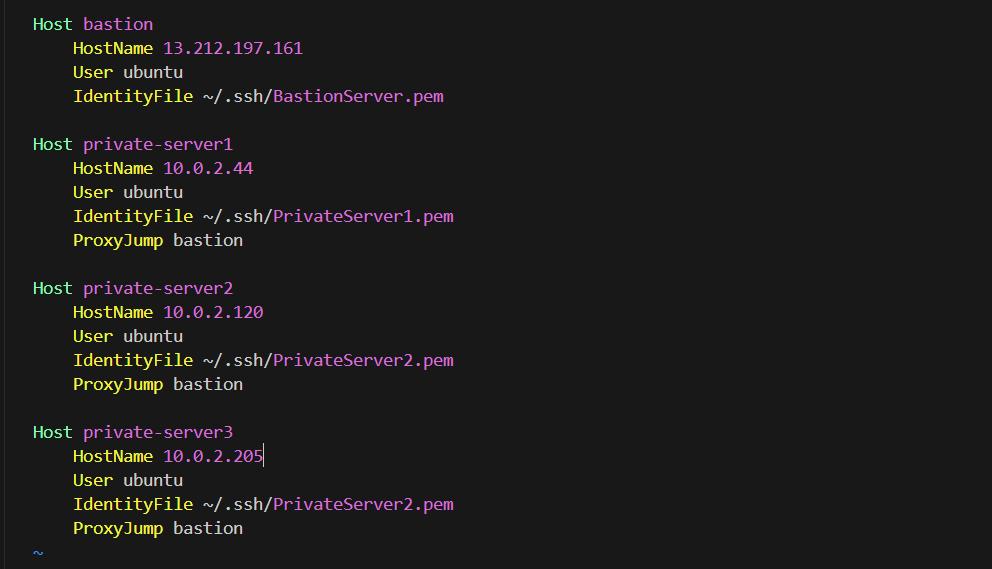 Host bastion
    HostName 13.212.197.161
    User ubuntu
    IdentityFile ~/.ssh/BastionServer.pem

Host private-server1
    HostName 10.0.2.44
    User ubuntu
    IdentityFile ~/.ssh/PrivateServer1.pem
    ProxyJump bastion

Host private-server2
    HostName 10.0.2.120
    User ubuntu
    IdentityFile ~/.ssh/PrivateServer2.pem
    ProxyJump bastion

Host private-server3
    HostName 10.0.2.205
    User ubuntu
    IdentityFile ~/.ssh/PrivateServer2.pem
    ProxyJump bastion
~